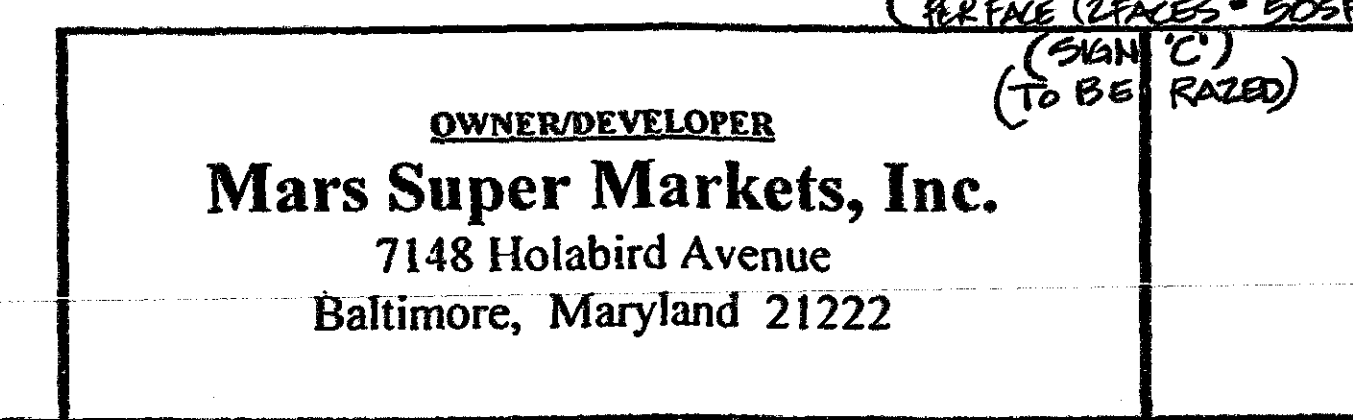 (PER FACE (2 FACES =
(SIGN 'C')
(TO BE RAZED)
OWNER/DEVELOPER
Mars Super Markets, Inc.
7148 Holabird Avenue
Baltimore, Maryland 21222